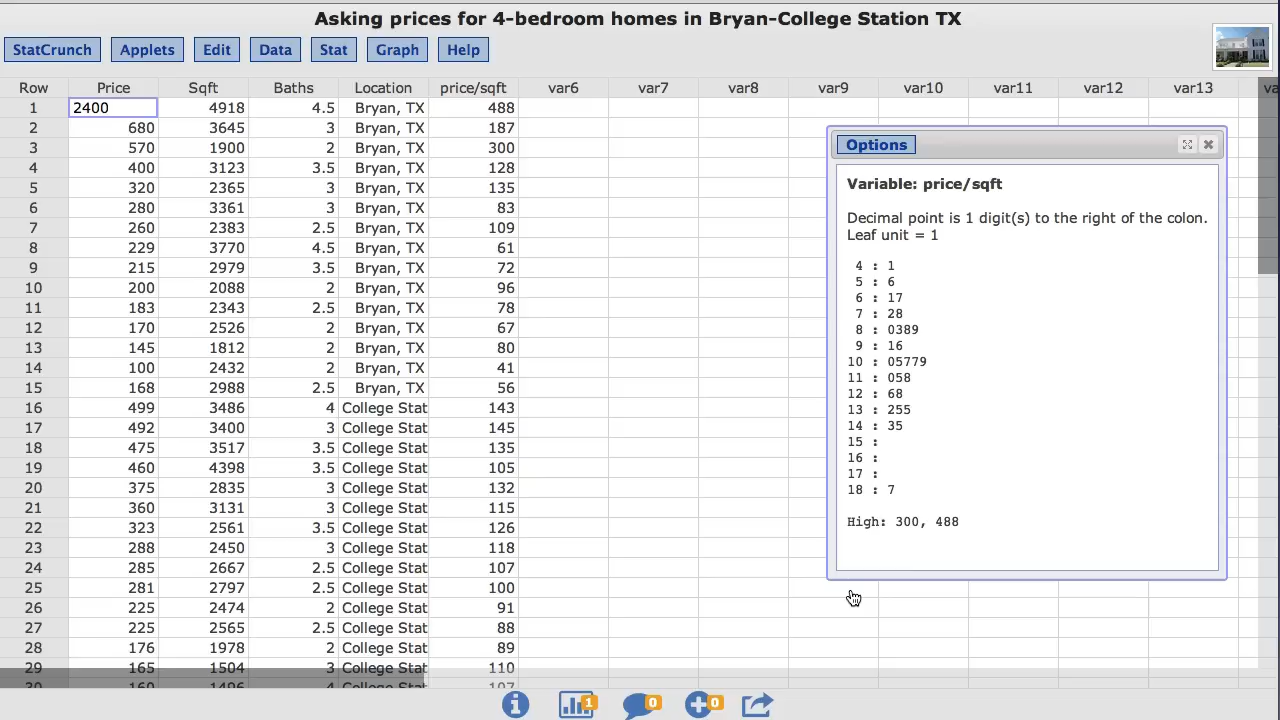 Asking prices for 4-bedroom homes in Bryan-College Station TX
StatCrunch Applets Edit Data Stat Graph Help
Row Price Sqft Baths Location price/sqft var6 var7 var8 var9 var10 var11 var12 var13 va
1 2400 4918 4.5 Bryan, TX 488
2 680 3645 3 Bryan, TX 187
3 570 1900 2 Bryan, TX 300
4 400 3123 3.5 Bryan, TX 128
5 320 2365 3 Bryan, TX 135
6 280 3361 3 Bryan, TX 83
7 260 2383 2.5 Bryan, TX 109
8 229 3770 4.5 Bryan, TX 61
9 215 2979 3.5 Bryan, TX 72
10 200 2088 2 Bryan, TX 96
11 183 2343 2.5 Bryan, TX 78
12 170 2526 2 Bryan, TX 67
13 145 1812 2 Bryan, TX 80
14 100 2432 2 Bryan, TX 41
15 168 2988 2.5 Bryan, TX 56
16 499 3486 4 College Stat 143
17 492 3400 3 College Stat 145
18 475 3517 3.5 College Stat 135
19 460 4398 3.5 College Stat 105
20 375 2835 3 College Stat 132
21 360 3131 3 College Stat 115
22 323 2561 3.5 College Stat 126
23 288 2450 3 College Stat 118
24 285 2667 2.5 College Stat 107
25 281 2797 2.5 College Stat 100
26 225 2474 2 College Stat 91
27 225 2565 2.5 College Stat 88
28 176 1978 2 College Stat 89
29 165 1504 3 College Stat 110
30 160 1496 4 College Stat 107
Options
Variable: price/sqft
Decimal point is 1 digit(s) to the right of the colon.
Leaf unit = 1
4 : 1
5 : 6
6 : 17
7 : 28
8 : 0389
9 : 16
10 : 05779
11 : 058
12 : 68
13 : 255
14 : 35
15 :
16 :
17 :
18 : 7
High: 300, 488
1 0 0